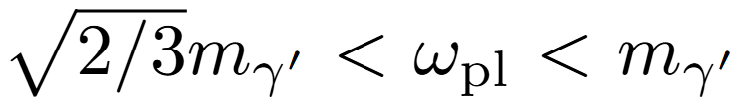 √2/3 m_γ′ < ω_pl < m_γ′